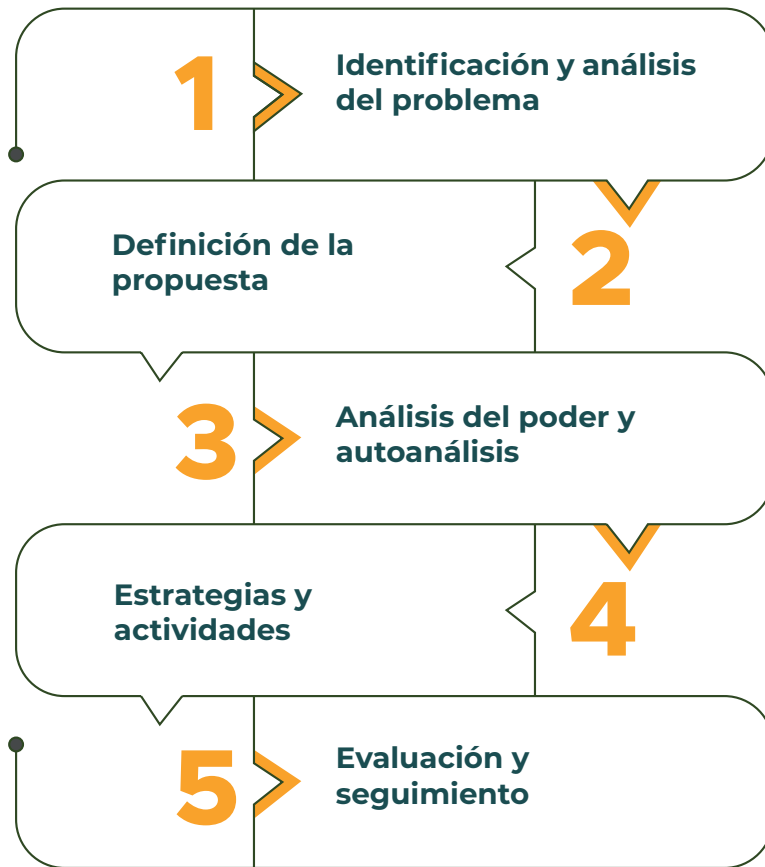 1
Identificación y análisis
del problema
2
Definición de la
propuesta
3
Análisis del poder y
autoanálisis
4
Estrategias y
actividades
5
Evaluación y
seguimiento